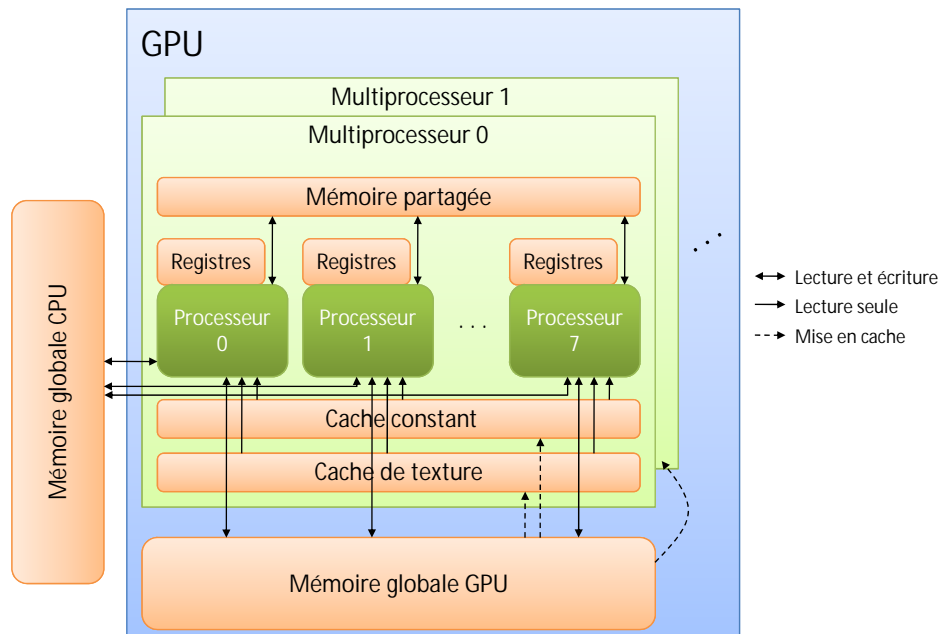 GPU
Multiprocesseur 1
Multiprocesseur 0
Mémoire partagée
Registres
Registres
Registres
Processeur
0
Processeur
1
. . .
Processeur
7
. . .
Cache constant
Cache de texture
Mémoire globale GPU
Mémoire globale CPU
Lecture et écriture
Lecture seule
Mise en cache